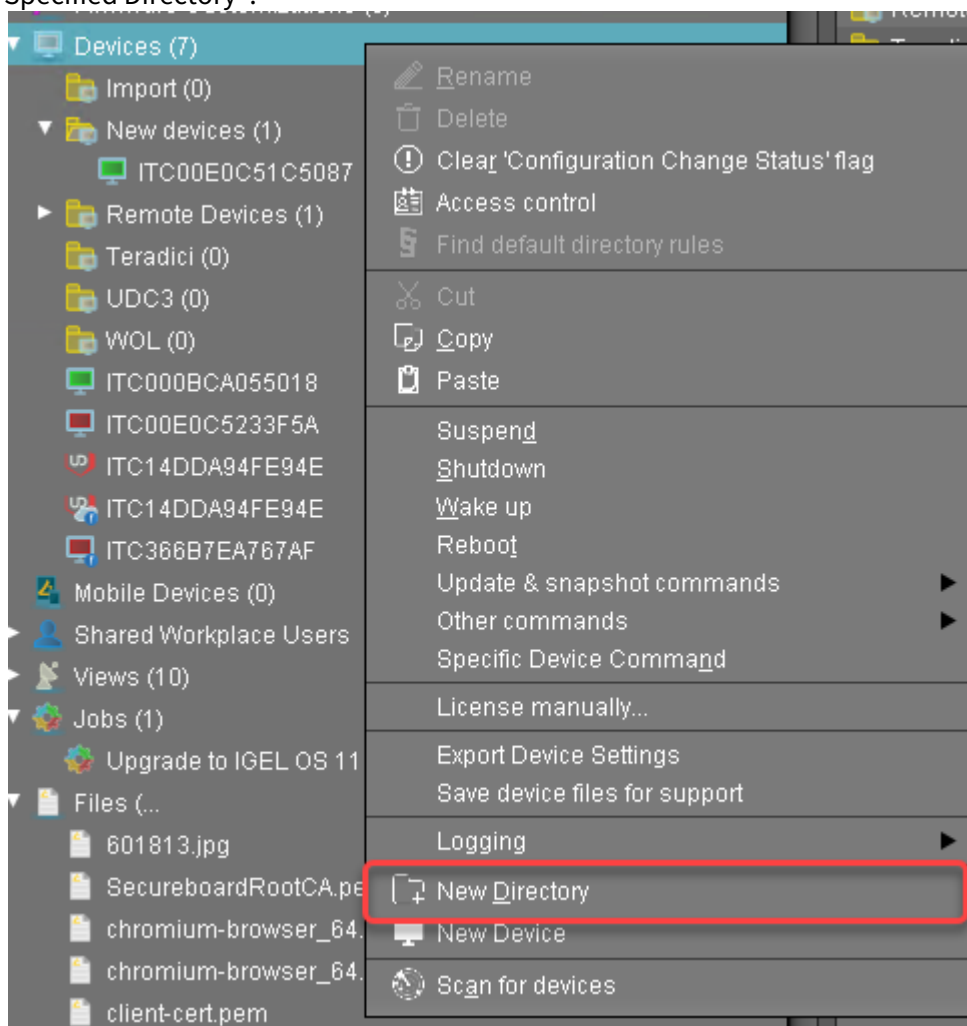 Specified Directory".
Devices (7)
Import (0)
New devices (1)
ITC00E0C51C5087
Remote Devices (1)
Teradici (0)
UDC3 (0)
WOL (0)
ITC000BCA055018
ITC00E0C5233F5A
ITC14DDA94FE94E
ITC14DDA94FE94E
ITC366B7EA767AF
Mobile Devices (0)
Shared Workplace Users
Views (10)
Jobs (1)
Upgrade to IGEL OS 11
Files (...
601813.jpg
SecureboardRootCA.pe
chromium-browser_64.
chromium-browser_64.
client-cert.pem
Rename
Delete
Clear 'Configuration Change Status' flag
Access control
Find default directory rules
Cut
Copy
Paste
Suspend
Shutdown
Wake up
Reboot
Update & snapshot commands
Other commands
Specific Device Command
License manually...
Export Device Settings
Save device files for support
Logging
New Directory
New Device
Scan for devices